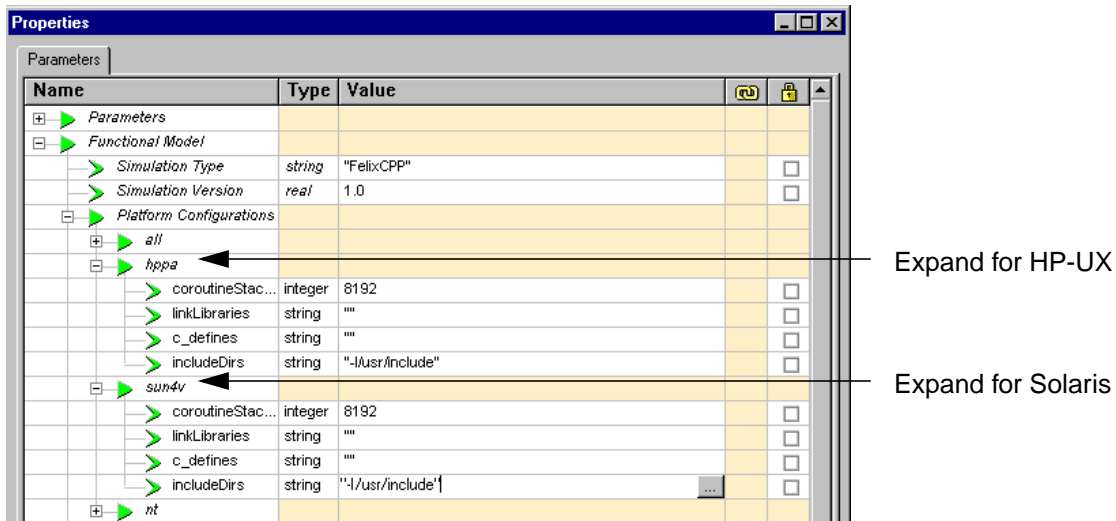 Properties
Parameters
Name Type Value
Parameters
Functional Model
Simulation Type string "FelixCPP"
Simulation Version real 1.0
Platform Configurations
all
hppa
Expand for HP-UX
coroutineStac... integer 8192
linkLibraries string ""
c_defines string ""
includeDirs string "-I/usr/include"
sun4v
Expand for Solaris
coroutineStac... integer 8192
linkLibraries string ""
c_defines string ""
includeDirs string "-I/usr/include" ...
nt